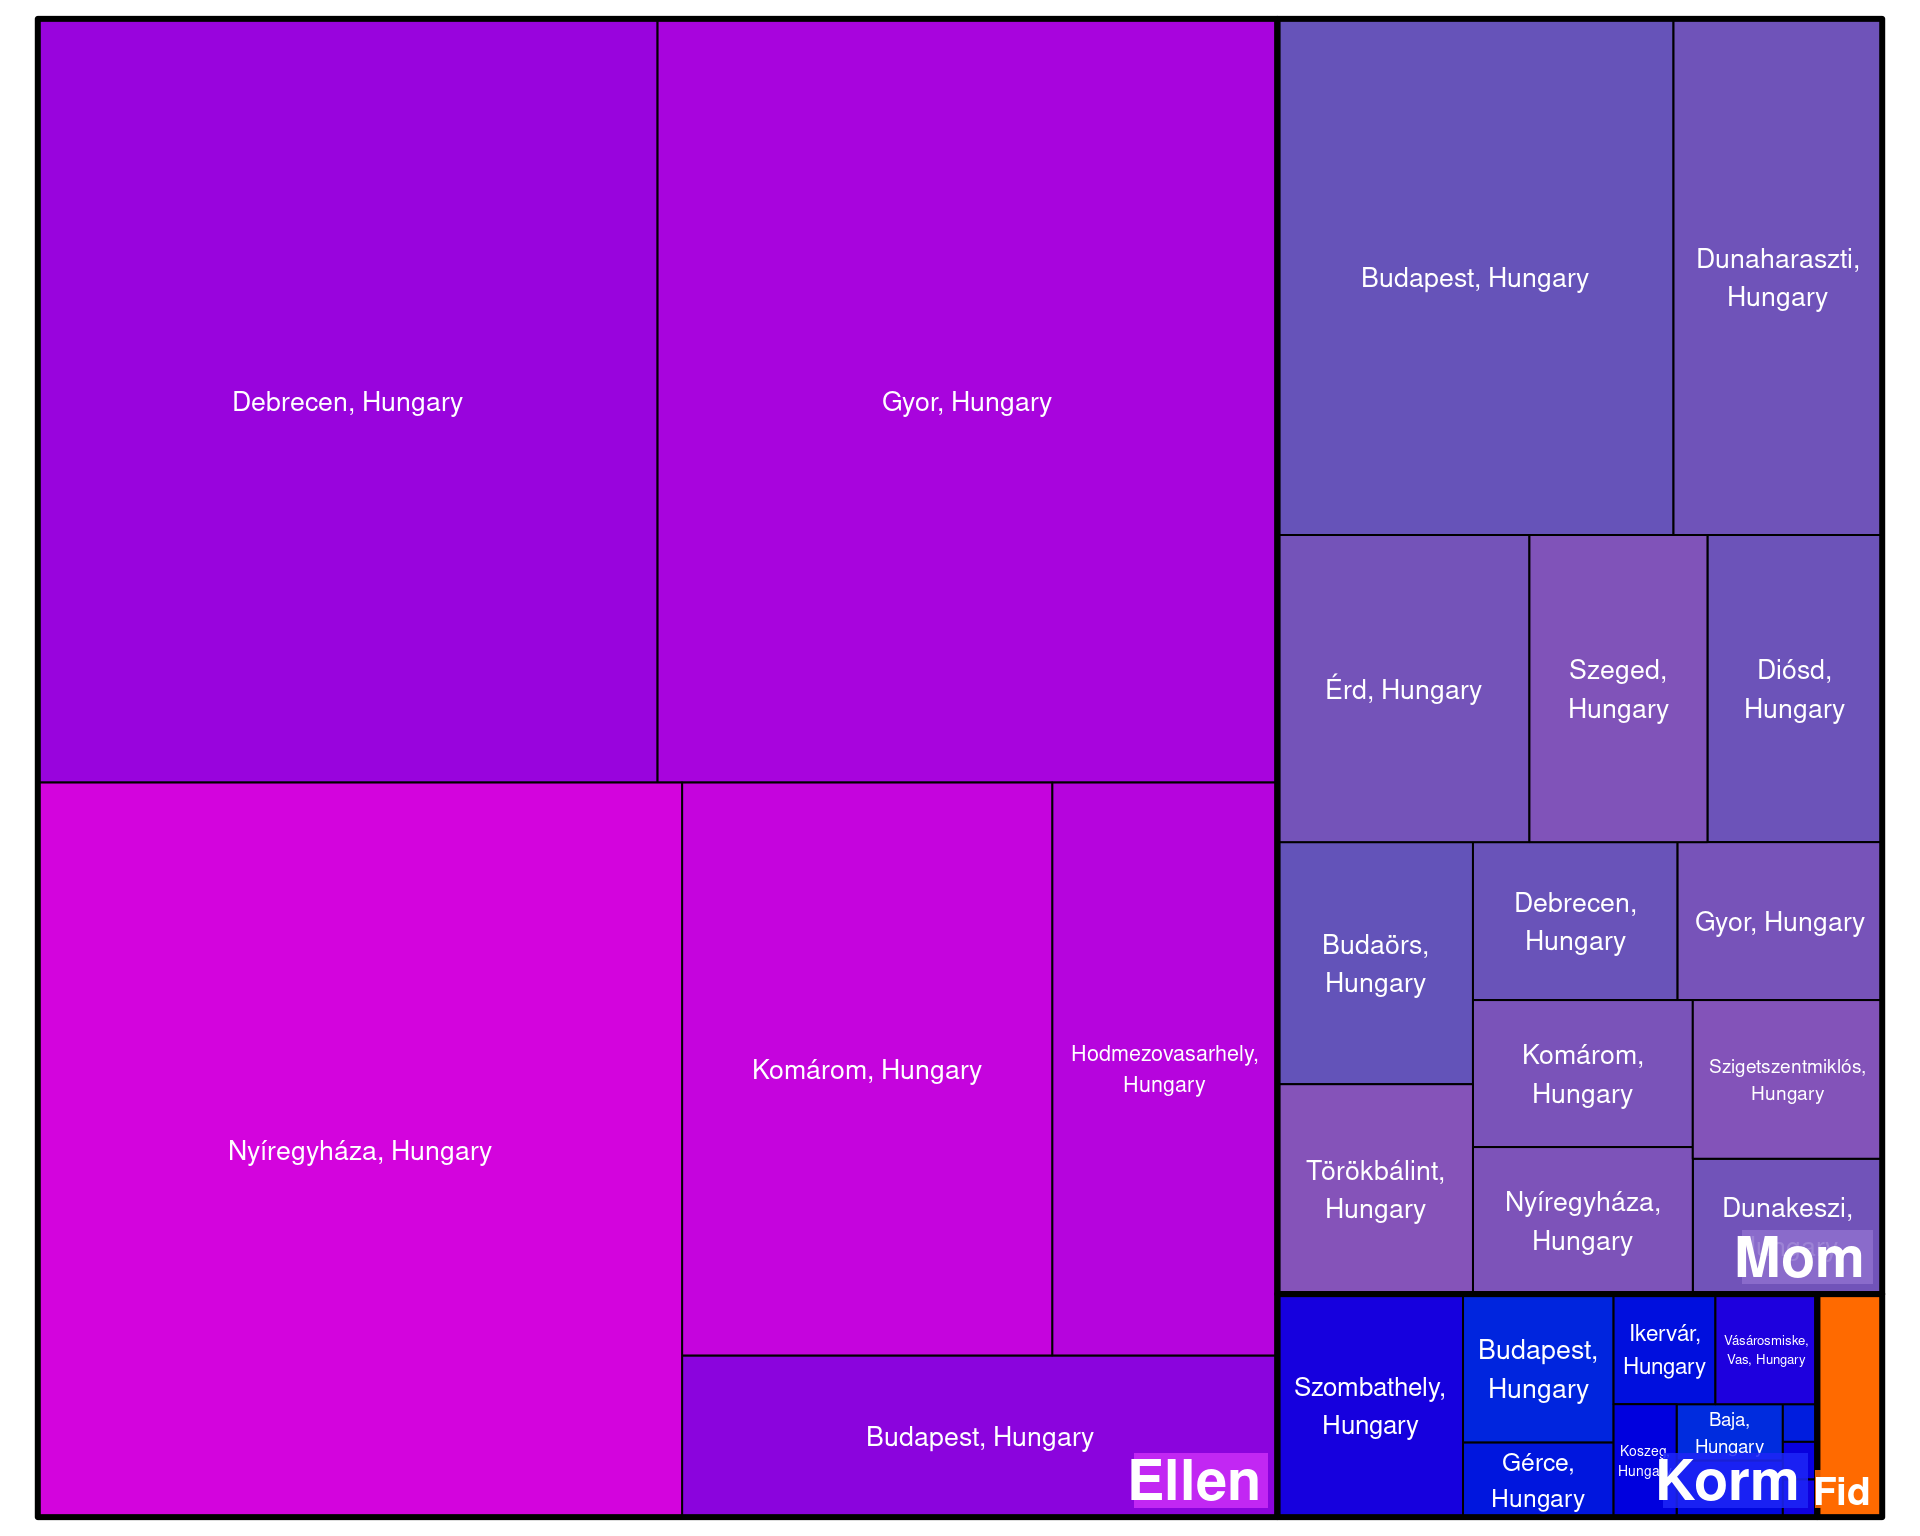 Debrecen, Hungary
Gyor, Hungary
Nyíregyháza, Hungary
Komárom, Hungary
Hodmezovasarhely,
Hungary
Budapest, Hungary
Ellen
Budapest, Hungary
Dunaharaszti,
Hungary
Érd, Hungary
Szeged,
Hungary
Diósd,
Hungary
Budaörs,
Hungary
Debrecen,
Hungary
Gyor, Hungary
Törökbálint,
Hungary
Komárom,
Hungary
Szigetszentmiklós,
Hungary
Nyíregyháza,
Hungary
Dunakeszi,
Mom
Szombathely,
Hungary
Budapest,
Hungary
Gérce,
Hungary
Ikervár,
Hungary
Vásárosmiske,
Vas, Hungary
Koszeg
Baja,
Hungary
Korm
Fid